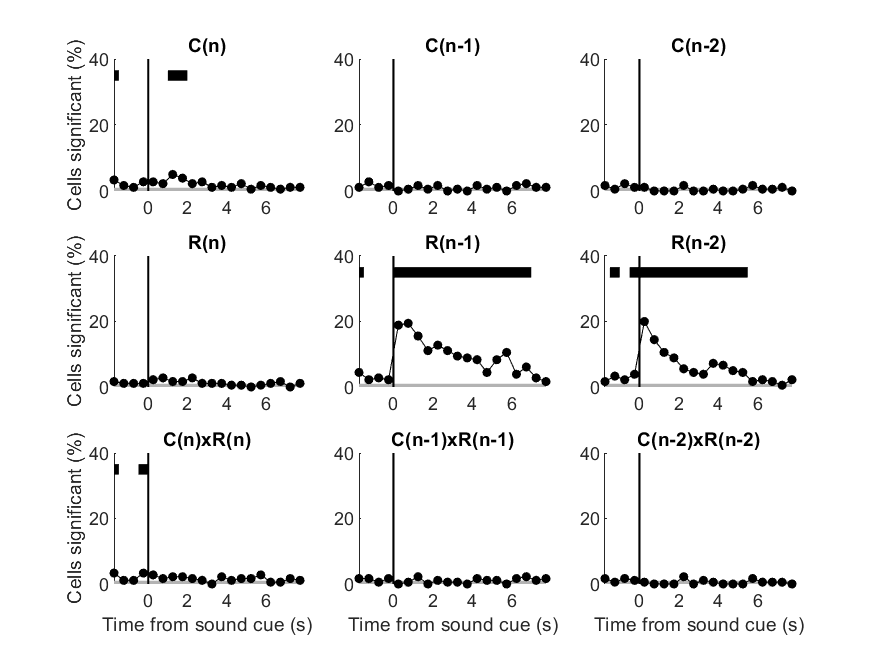 C(n) C(n-1) C(n-2)
Cells significant (%)
40 40 40
20 20 20
0 0 0
0 2 4 6 0 2 4 6 0 2 4 6
R(n) R(n-1) R(n-2)
Cells significant (%)
40 40 40
20 20 20
0 0 0
0 2 4 6 0 2 4 6 0 2 4 6
C(n)xR(n) C(n-1)xR(n-1) C(n-2)xR(n-2)
Cells significant (%)
40 40 40
20 20 20
0 0 0
0 2 4 6 0 2 4 6 0 2 4 6
Time from sound cue (s) Time from sound cue (s) Time from sound cue (s)